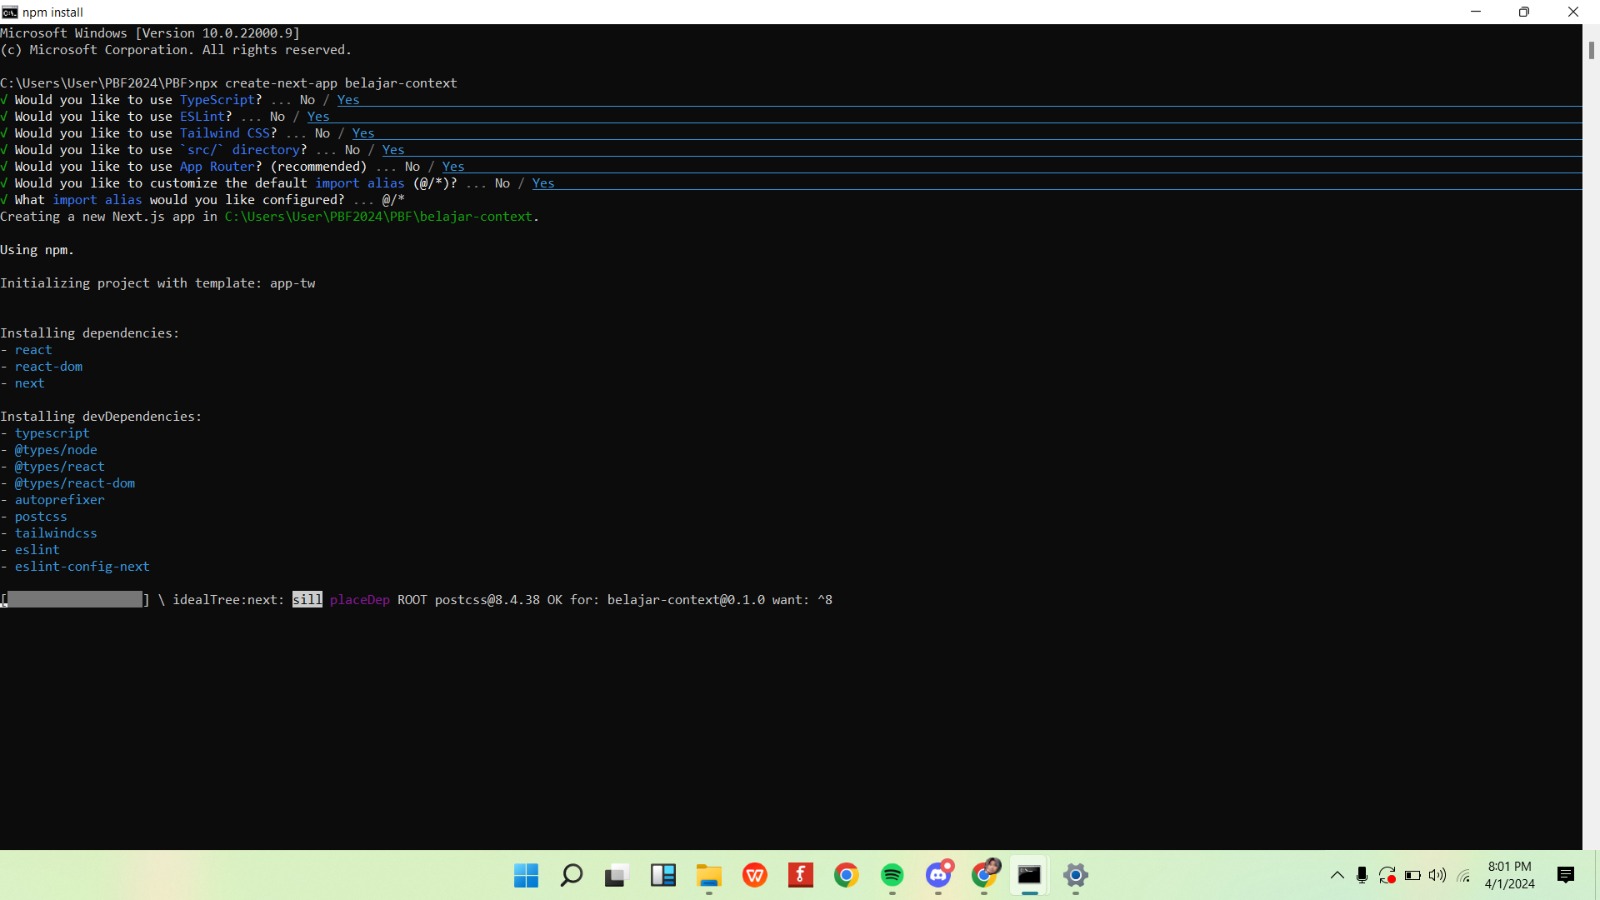 npm install
Microsoft Windows [Version 10.0.22000.9]
(c) Microsoft Corporation. All rights reserved.
C:\Users\User\PBF2024\PBF>npx create-next-app belajar-context
√ Would you like to use TypeScript? ... No / Yes
√ Would you like to use ESLint? ... No / Yes
√ Would you like to use Tailwind CSS? ... No / Yes
√ Would you like to use `src/` directory? ... No / Yes
√ Would you like to use App Router? (recommended) ... No / Yes
√ Would you like to customize the default import alias (@/*)? ... No / Yes
√ What import alias would you like configured? ... @/*
Creating a new Next.js app in C:\Users\User\PBF2024\PBF\belajar-context.
Using npm.
Initializing project with template: app-tw
Installing dependencies:
- react
- react-dom
- next
Installing devDependencies:
- typescript
- @types/node
- @types/react
- @types/react-dom
- autoprefixer
- postcss
- tailwindcss
- eslint
- eslint-config-next
[ ] \ idealTree:next: sill placeDep ROOT postcss@8.4.38 OK for: belajar-context@0.1.0 want: ^8
8:01 PM
4/1/2024